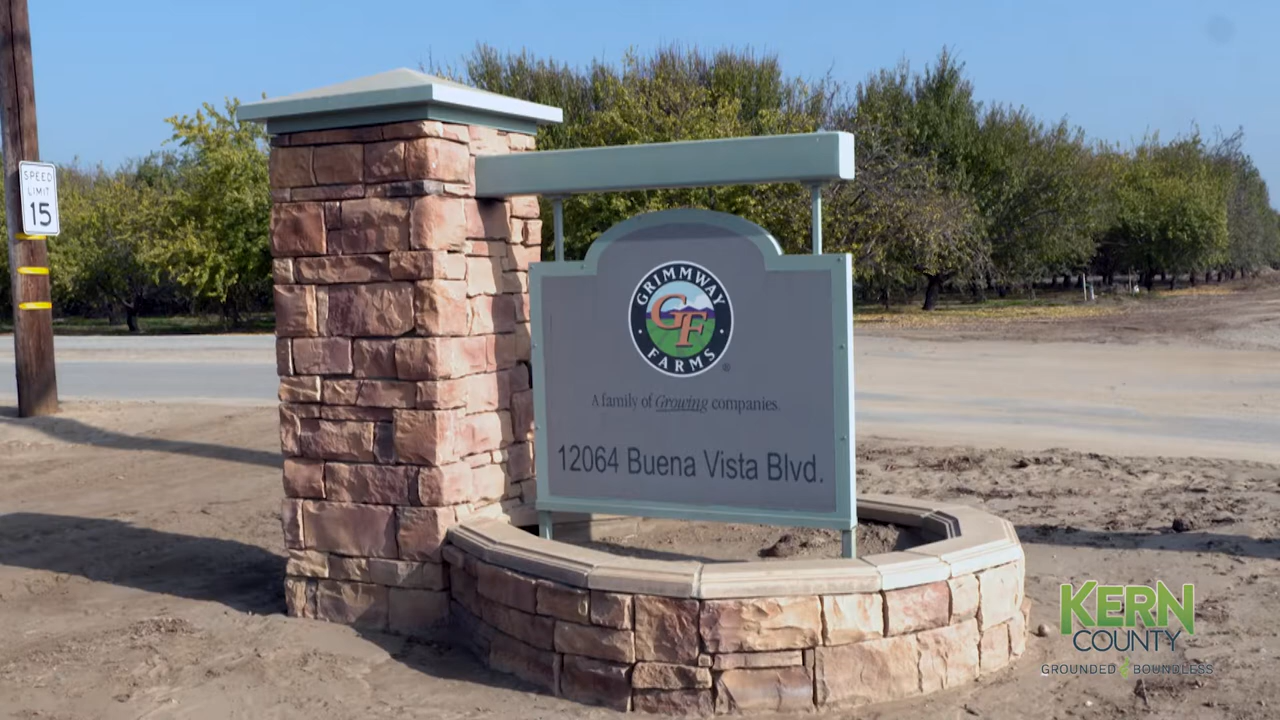 SPEED
LIMIT
15
GRIMMWAY
GF
FARMS
®
A family of Growing companies.
12064 Buena Vista Blvd.
KERN
COUNTY
GROUNDED & BOUNDLESS